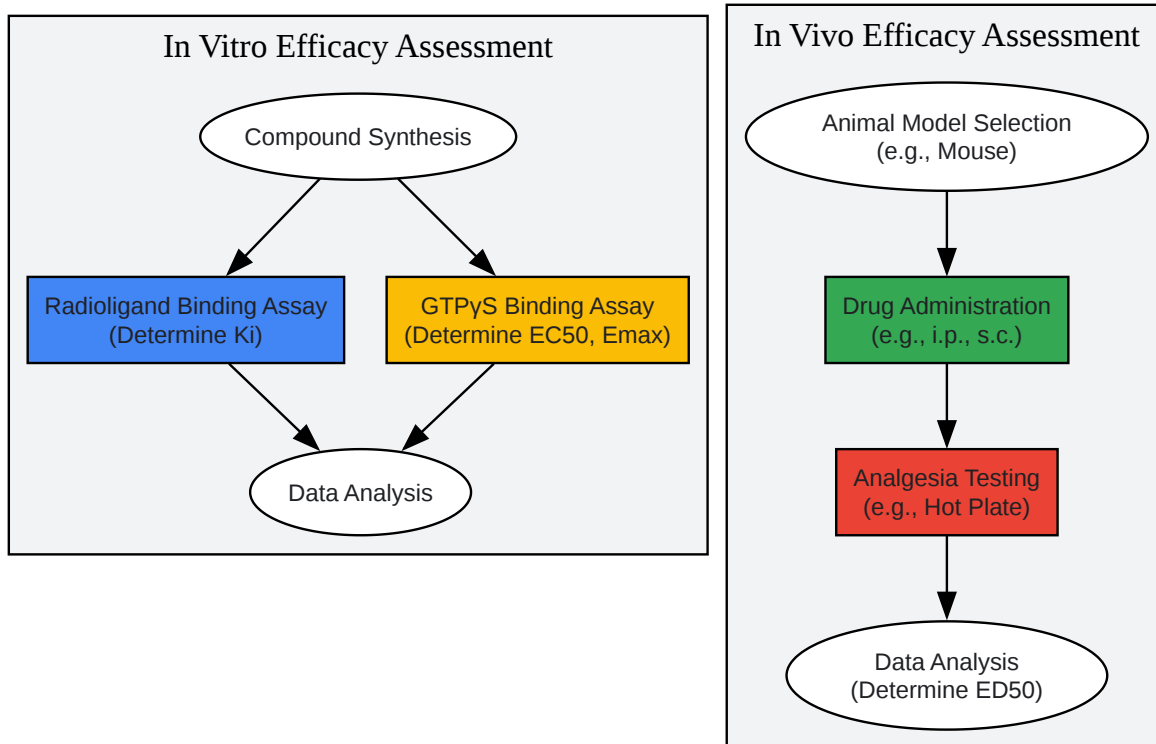 In Vitro Efficacy Assessment
Compound Synthesis
Radioligand Binding Assay
(Determine Ki)
GTPγS Binding Assay
(Determine EC50, Emax)
Data Analysis
In Vivo Efficacy Assessment
Animal Model Selection
(e.g., Mouse)
Drug Administration
(e.g., i.p., s.c.)
Analgesia Testing
(e.g., Hot Plate)
Data Analysis
(Determine ED50)